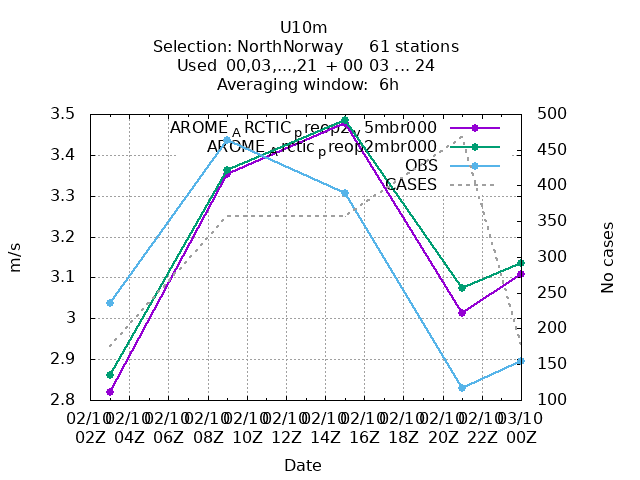 U10m
Selection: NorthNorway     61 stations
Used  00,03,...,21  + 00 03 ... 24
Averaging window:  6h
3.5
3.4
3.3
3.2
3.1
3
2.9
2.8
m/s
500
450
400
350
300
250
200
150
100
No cases
AROME_ARCTIC_preop2_v5mbr000
AROME_Arctic_preop2mbr000
OBS
CASES
02/10 02/10 02/10 02/10 02/10 02/10 02/10 02/10 02/10 02/10 02/10 03/10
02Z 04Z 06Z 08Z 10Z 12Z 14Z 16Z 18Z 20Z 22Z 00Z
Date